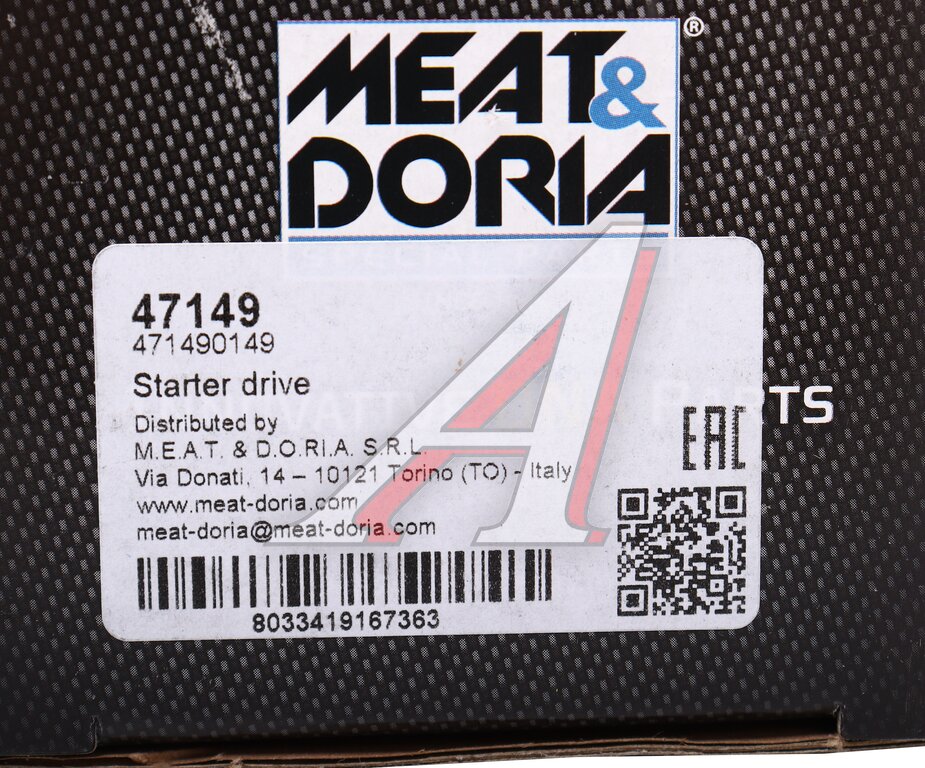 MEAT&
DORIA
®
47149
471490149
Starter drive
Distributed by
M.E.A.T. & D.O.R.I.A. S.R.L.
Via Donati, 14 – 10121 Torino (TO) - Italy
www.meat-doria.com
meat-doria@meat-doria.com
EAC
8033419167363